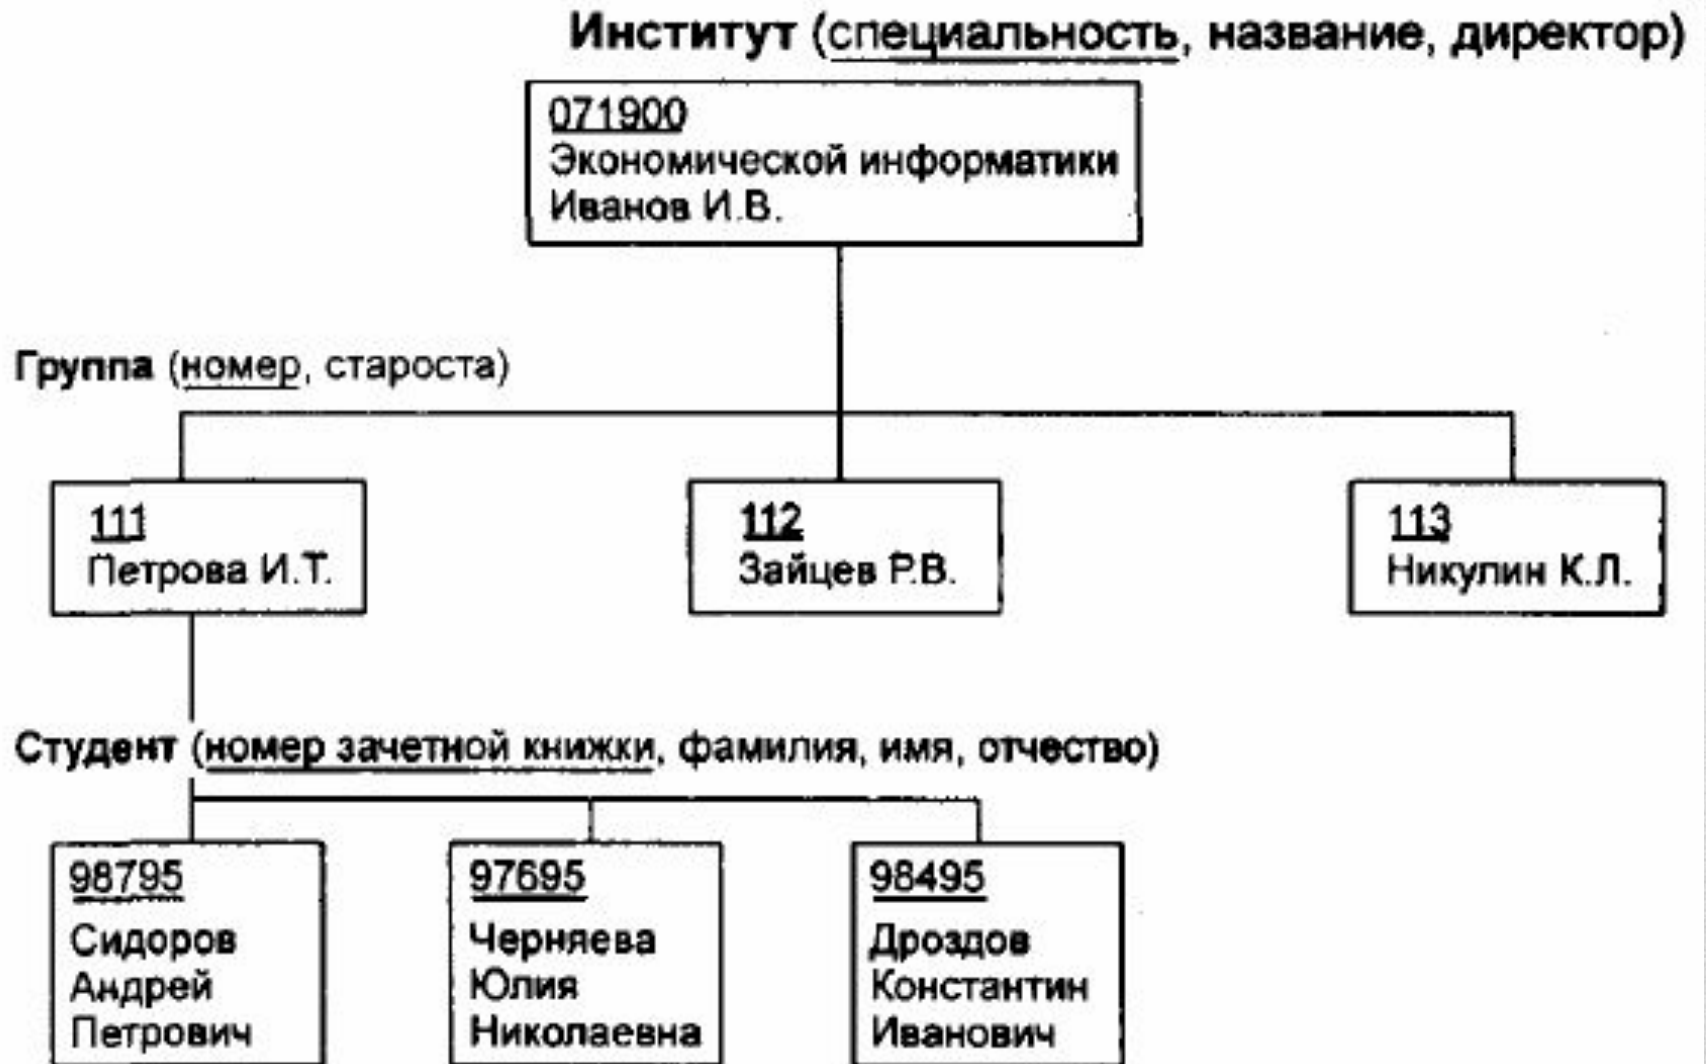 Институт (специальность, название, директор)
071900
Экономической информатики
Иванов И.В.
Группа (номер, староста)
111
Петрова И.Т.
112
Зайцев Р.В.
113
Никулин К.Л.
Студент (номер зачетной книжки, фамилия, имя, отчество)
98795
Сидоров
Андрей
Петрович
97695
Черняева
Юлия
Николаевна
98495
Дроздов
Константин
Иванович